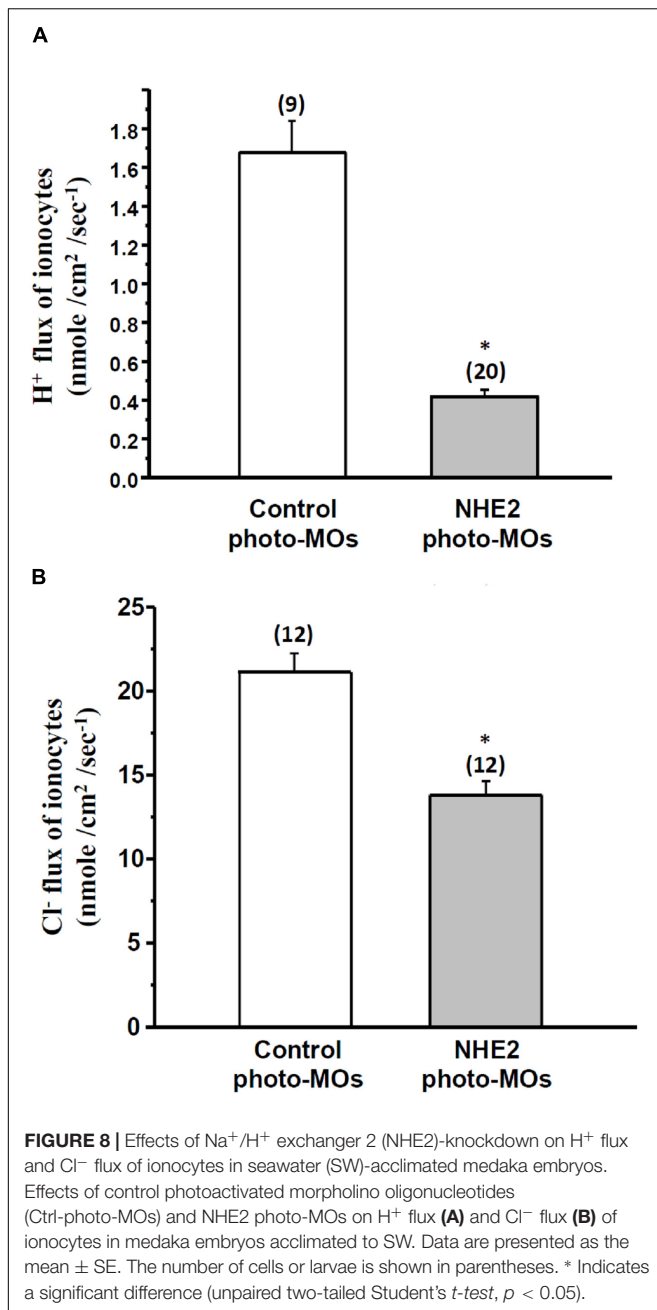 A
H⁺ flux of ionocytes
(nmole /cm² /sec⁻¹)
1.8
1.6
1.4
1.2
1.0
0.8
0.6
0.4
0.2
0.0
(9)
*
(20)
Control
photo-MOs
NHE2
photo-MOs
B
Cl⁻ flux of ionocytes
(nmole /cm² /sec⁻¹)
25
20
15
10
5
0
(12)
*
(12)
Control
photo-MOs
NHE2
photo-MOs
FIGURE 8 | Effects of Na⁺/H⁺ exchanger 2 (NHE2)-knockdown on H⁺ flux
and Cl⁻ flux of ionocytes in seawater (SW)-acclimated medaka embryos.
Effects of control photoactivated morpholino oligonucleotides
(Ctrl-photo-MOs) and NHE2 photo-MOs on H⁺ flux (A) and Cl⁻ flux (B) of
ionocytes in medaka embryos acclimated to SW. Data are presented as the
mean ± SE. The number of cells or larvae is shown in parentheses. * Indicates
a significant difference (unpaired two-tailed Student's t-test, p < 0.05).